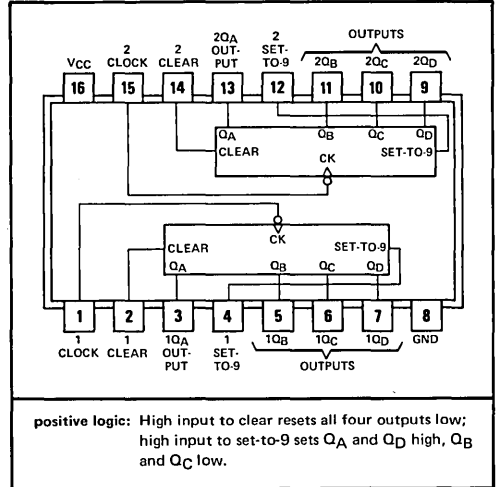 OUTPUTS
2 2 2QA 2
VCC CLOCK CLEAR OUT- SET- 2QB 2QC 2QD
PUT TO-9
16 15 14 13 12 11 10 9
QA QB QC QD
CLEAR SET-TO-9
CK
CK
CLEAR SET-TO-9
QA QB QC QD
1 2 3 4 5 6 7 8
1 1 1QA 1 1QB 1QC 1QD GND
CLOCK CLEAR OUT- SET-
PUT TO-9 OUTPUTS
positive logic: High input to clear resets all four outputs low;
high input to set-to-9 sets QA and QD high, QB
and QC low.